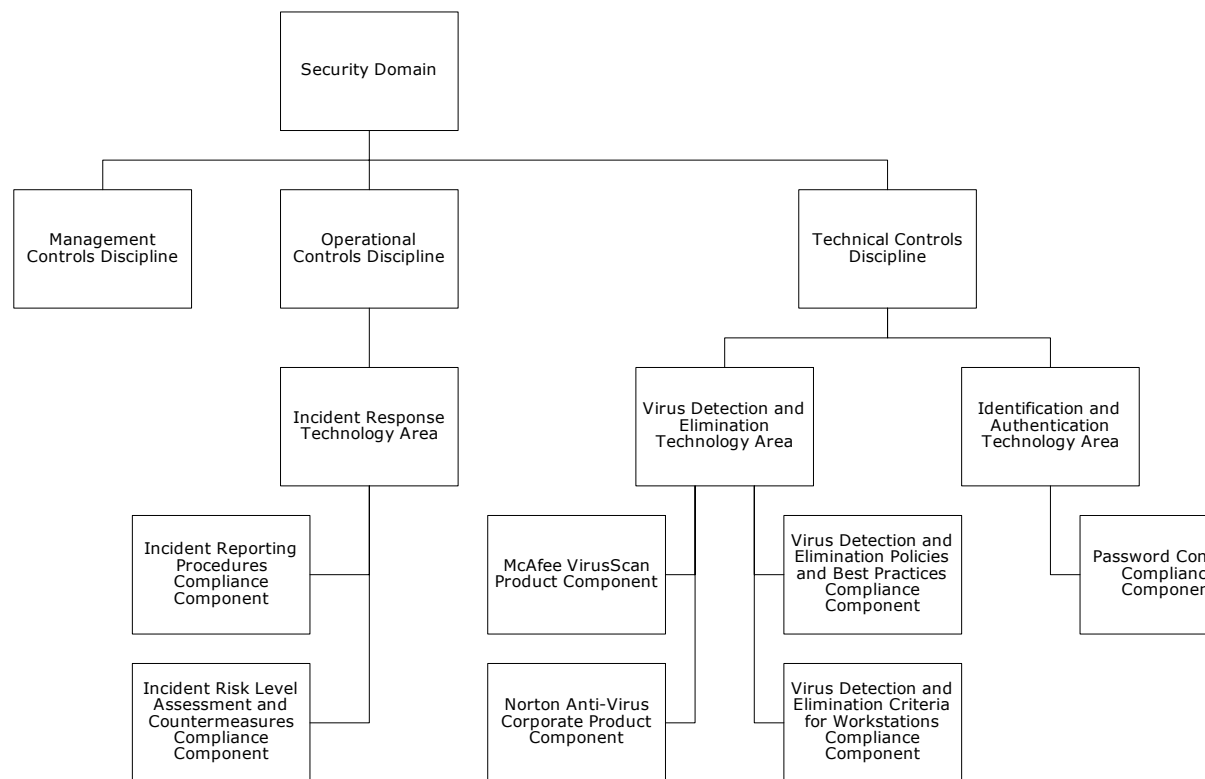 Security Domain
Management
Controls Discipline
Operational
Controls Discipline
Technical Controls
Discipline
Incident Response
Technology Area
Virus Detection and
Elimination
Technology Area
Identification and
Authentication
Technology Area
Incident Reporting
Procedures
Compliance
Component
McAfee VirusScan
Product Component
Virus Detection and
Elimination Policies
and Best Practices
Compliance
Component
Password
Incident Risk Level
Assessment and
Countermeasures
Compliance
Component
Norton Anti-Virus
Corporate Product
Component
Virus Detection and
Elimination Criteria
for Workstations
Compliance
Component